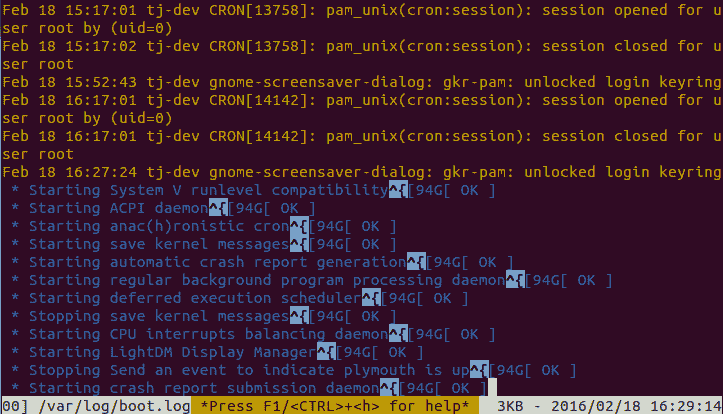 Feb 18 15:17:01 tj-dev CRON[13758]: pam_unix(cron:session): session opened for u
ser root by (uid=0)
Feb 18 15:17:02 tj-dev CRON[13758]: pam_unix(cron:session): session closed for u
ser root
Feb 18 15:52:43 tj-dev gnome-screensaver-dialog: gkr-pam: unlocked login keyring
Feb 18 16:17:01 tj-dev CRON[14142]: pam_unix(cron:session): session opened for u
ser root by (uid=0)
Feb 18 16:17:01 tj-dev CRON[14142]: pam_unix(cron:session): session closed for u
ser root
Feb 18 16:27:24 tj-dev gnome-screensaver-dialog: gkr-pam: unlocked login keyring
* Starting System V runlevel compatibility^{[94G[ OK ]
* Starting ACPI daemon^{[94G[ OK ]
* Starting anac(h)ronistic cron^{[94G[ OK ]
* Starting save kernel messages^{[94G[ OK ]
* Starting automatic crash report generation^{[94G[ OK ]
* Starting regular background program processing daemon^{[94G[ OK ]
* Starting deferred execution scheduler^{[94G[ OK ]
* Stopping save kernel messages^{[94G[ OK ]
* Starting CPU interrupts balancing daemon^{[94G[ OK ]
* Starting LightDM Display Manager^{[94G[ OK ]
* Stopping Send an event to indicate plymouth is up^{[94G[ OK ]
* Starting crash report submission daemon^{[94G[ OK ]
00] /var/log/boot.log *Press F1/<CTRL>+<h> for help* 3KB - 2016/02/18 16:29:14